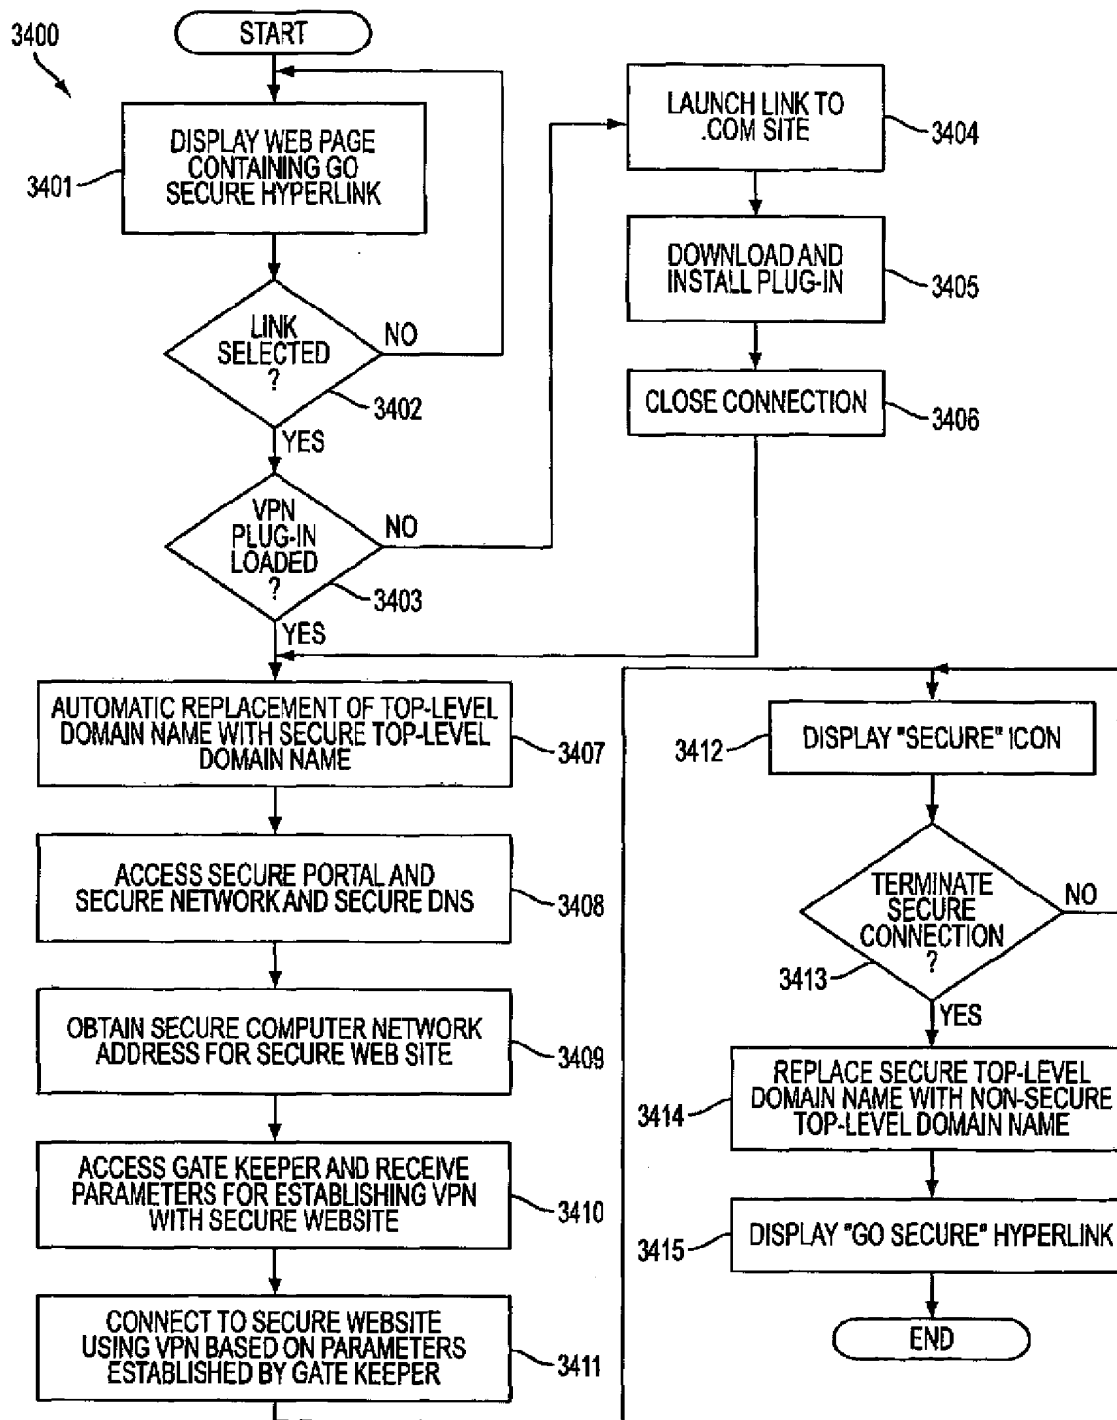 3400
START
DISPLAY WEB PAGE
CONTAINING GO
SECURE HYPERLINK
3401
LINK
SELECTED
?
NO
3402
YES
VPN
PLUG-IN
LOADED
?
NO
3403
YES
LAUNCH LINK TO
.COM SITE
3404
DOWNLOAD AND
INSTALL PLUG-IN
3405
CLOSE CONNECTION
3406
AUTOMATIC REPLACEMENT OF TOP-LEVEL
DOMAIN NAME WITH SECURE TOP-LEVEL
DOMAIN NAME
3407
ACCESS SECURE PORTAL AND
SECURE NETWORK AND SECURE DNS
3408
OBTAIN SECURE COMPUTER NETWORK
ADDRESS FOR SECURE WEB SITE
3409
ACCESS GATE KEEPER AND RECEIVE
PARAMETERS FOR ESTABLISHING VPN
WITH SECURE WEBSITE
3410
CONNECT TO SECURE WEBSITE
USING VPN BASED ON PARAMETERS
ESTABLISHED BY GATE KEEPER
3411
DISPLAY "SECURE" ICON
3412
TERMINATE
SECURE
CONNECTION
?
NO
3413
YES
REPLACE SECURE TOP-LEVEL
DOMAIN NAME WITH NON-SECURE
TOP-LEVEL DOMAIN NAME
3414
DISPLAY "GO SECURE" HYPERLINK
3415
END